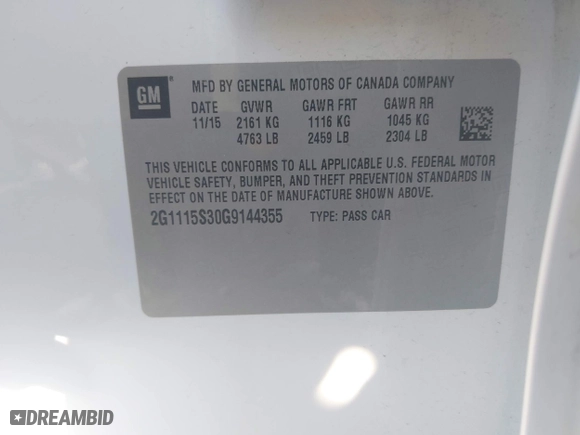 GM
MFD BY GENERAL MOTORS OF CANADA COMPANY
DATE GVWR GAWR FRT GAWR RR
11/15 2161 KG 1116 KG 1045 KG
4763 LB 2459 LB 2304 LB
THIS VEHICLE CONFORMS TO ALL APPLICABLE U.S. FEDERAL MOTOR
VEHICLE SAFETY, BUMPER, AND THEFT PREVENTION STANDARDS IN
EFFECT ON THE DATE OF MANUFACTURE SHOWN ABOVE.
2G1115S30G9144355 TYPE: PASS CAR
DREAMBID